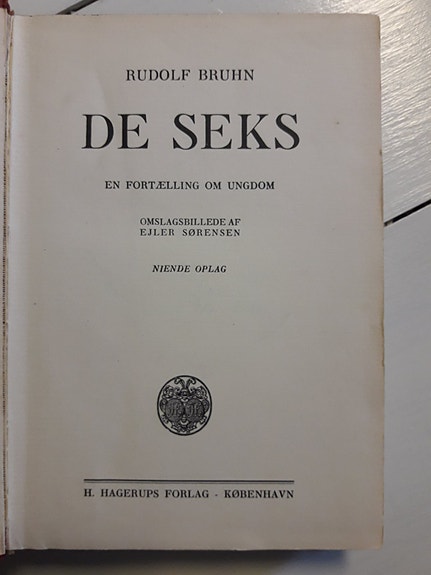 RUDOLF BRUHN
DE SEKS
EN FORTÆLLING OM UNGDOM
OMSLAGSBILLEDE AF
EJLER SØRENSEN
NIENDE OPLAG
H. HAGERUPS FORLAG - KØBENHAVN